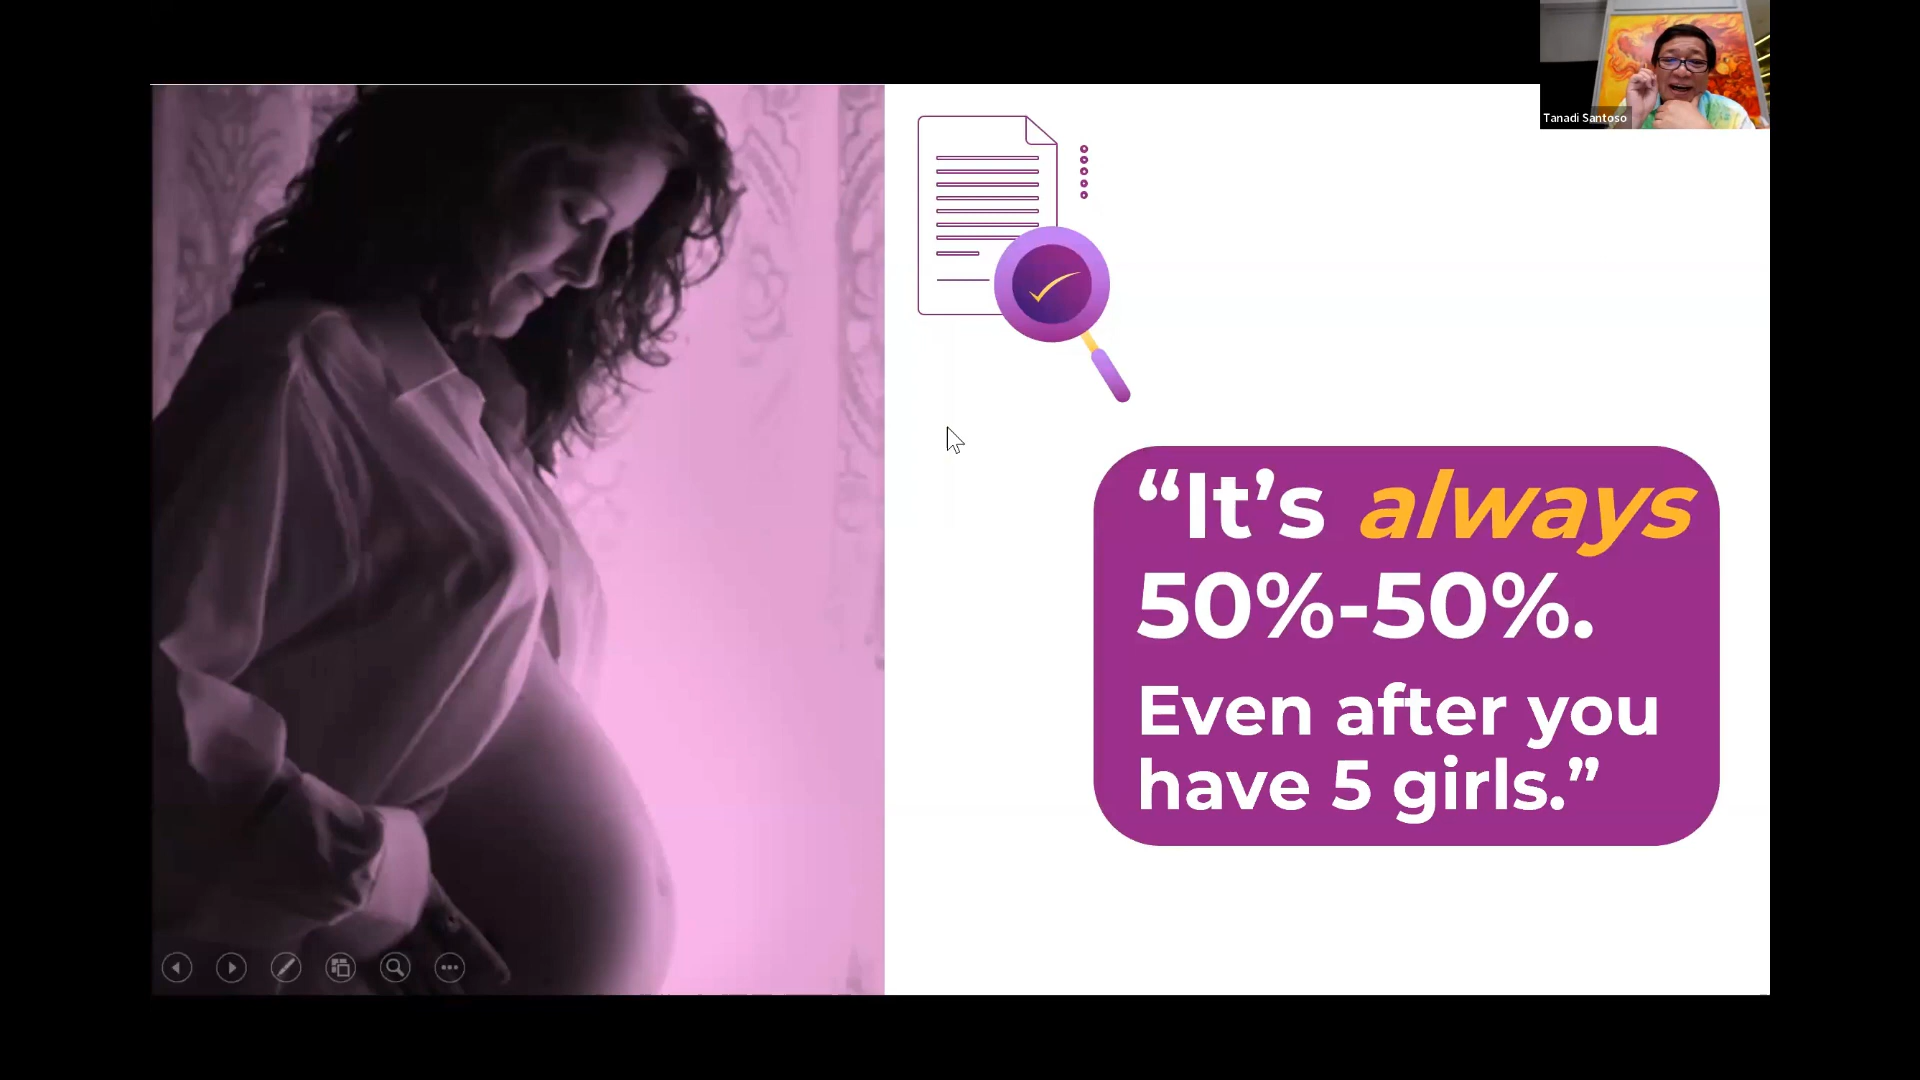 Tanadi Santoso
“It’s always
50%-50%.
Even after you
have 5 girls.”